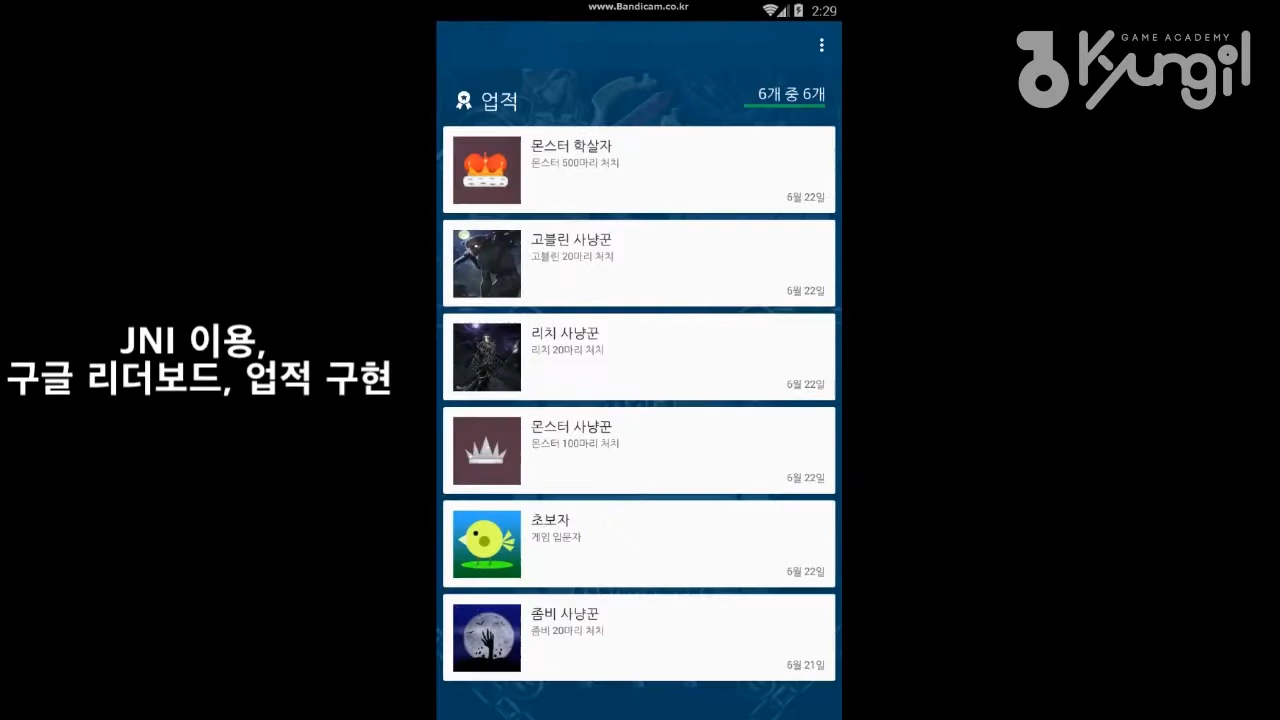 www.Bandicam.co.kr
2:29
GAME ACADEMY
Kyungil
업적
6개 중 6개
몬스터 학살자
몬스터 500마리 처치
6월 22일
고블린 사냥꾼
고블린 20마리 처치
6월 22일
리치 사냥꾼
리치 20마리 처치
6월 22일
JNI 이용,
구글 리더보드, 업적 구현
몬스터 사냥꾼
몬스터 100마리 처치
6월 22일
초보자
게임 입문자
6월 22일
좀비 사냥꾼
좀비 20마리 처치
6월 21일